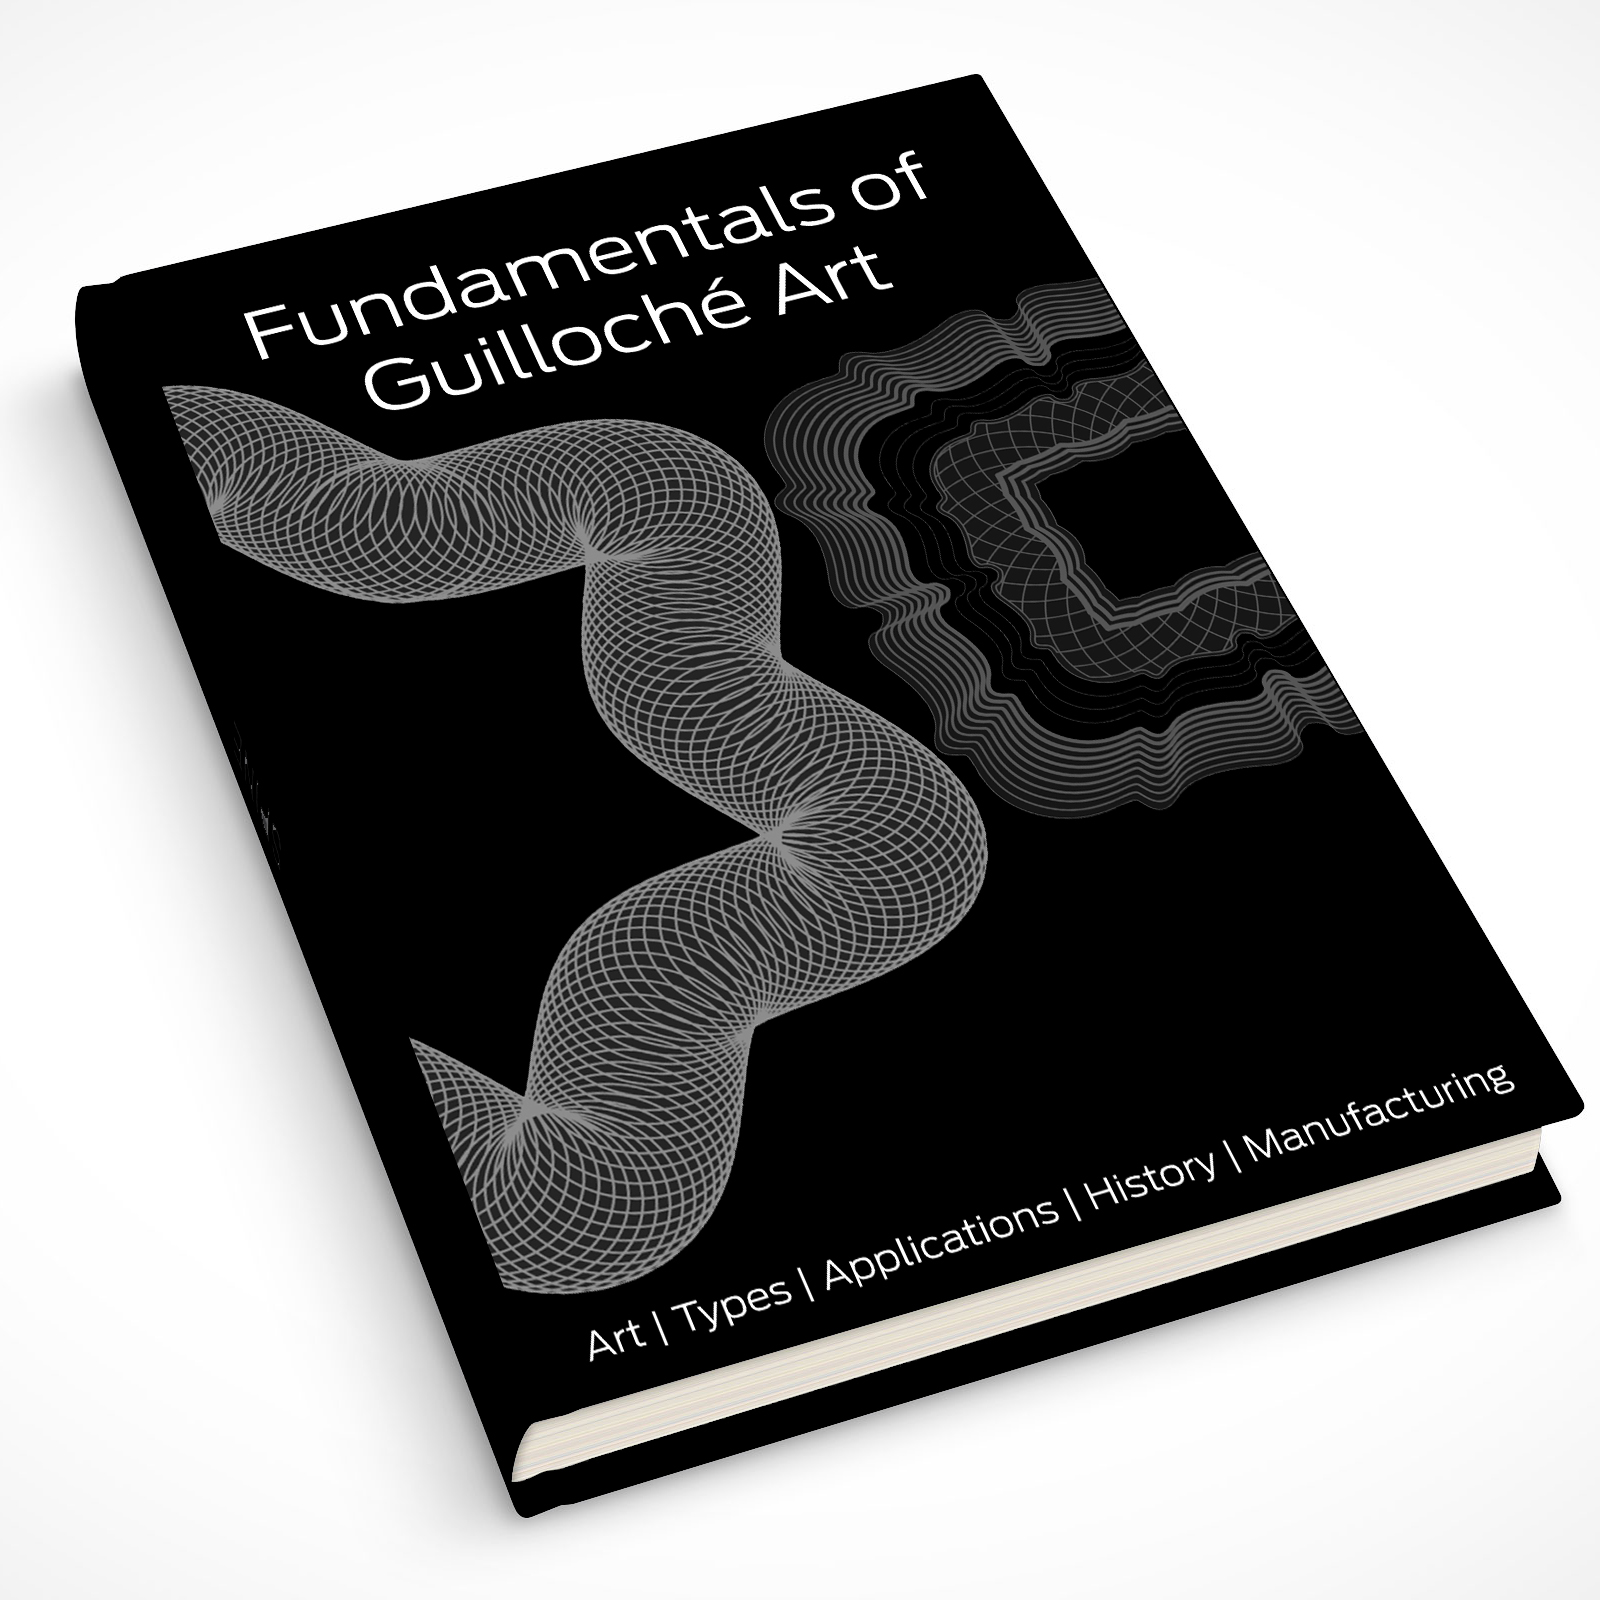 Fundamentals of
Guilloché Art
Art | Types | Applications | History | Manufacturing